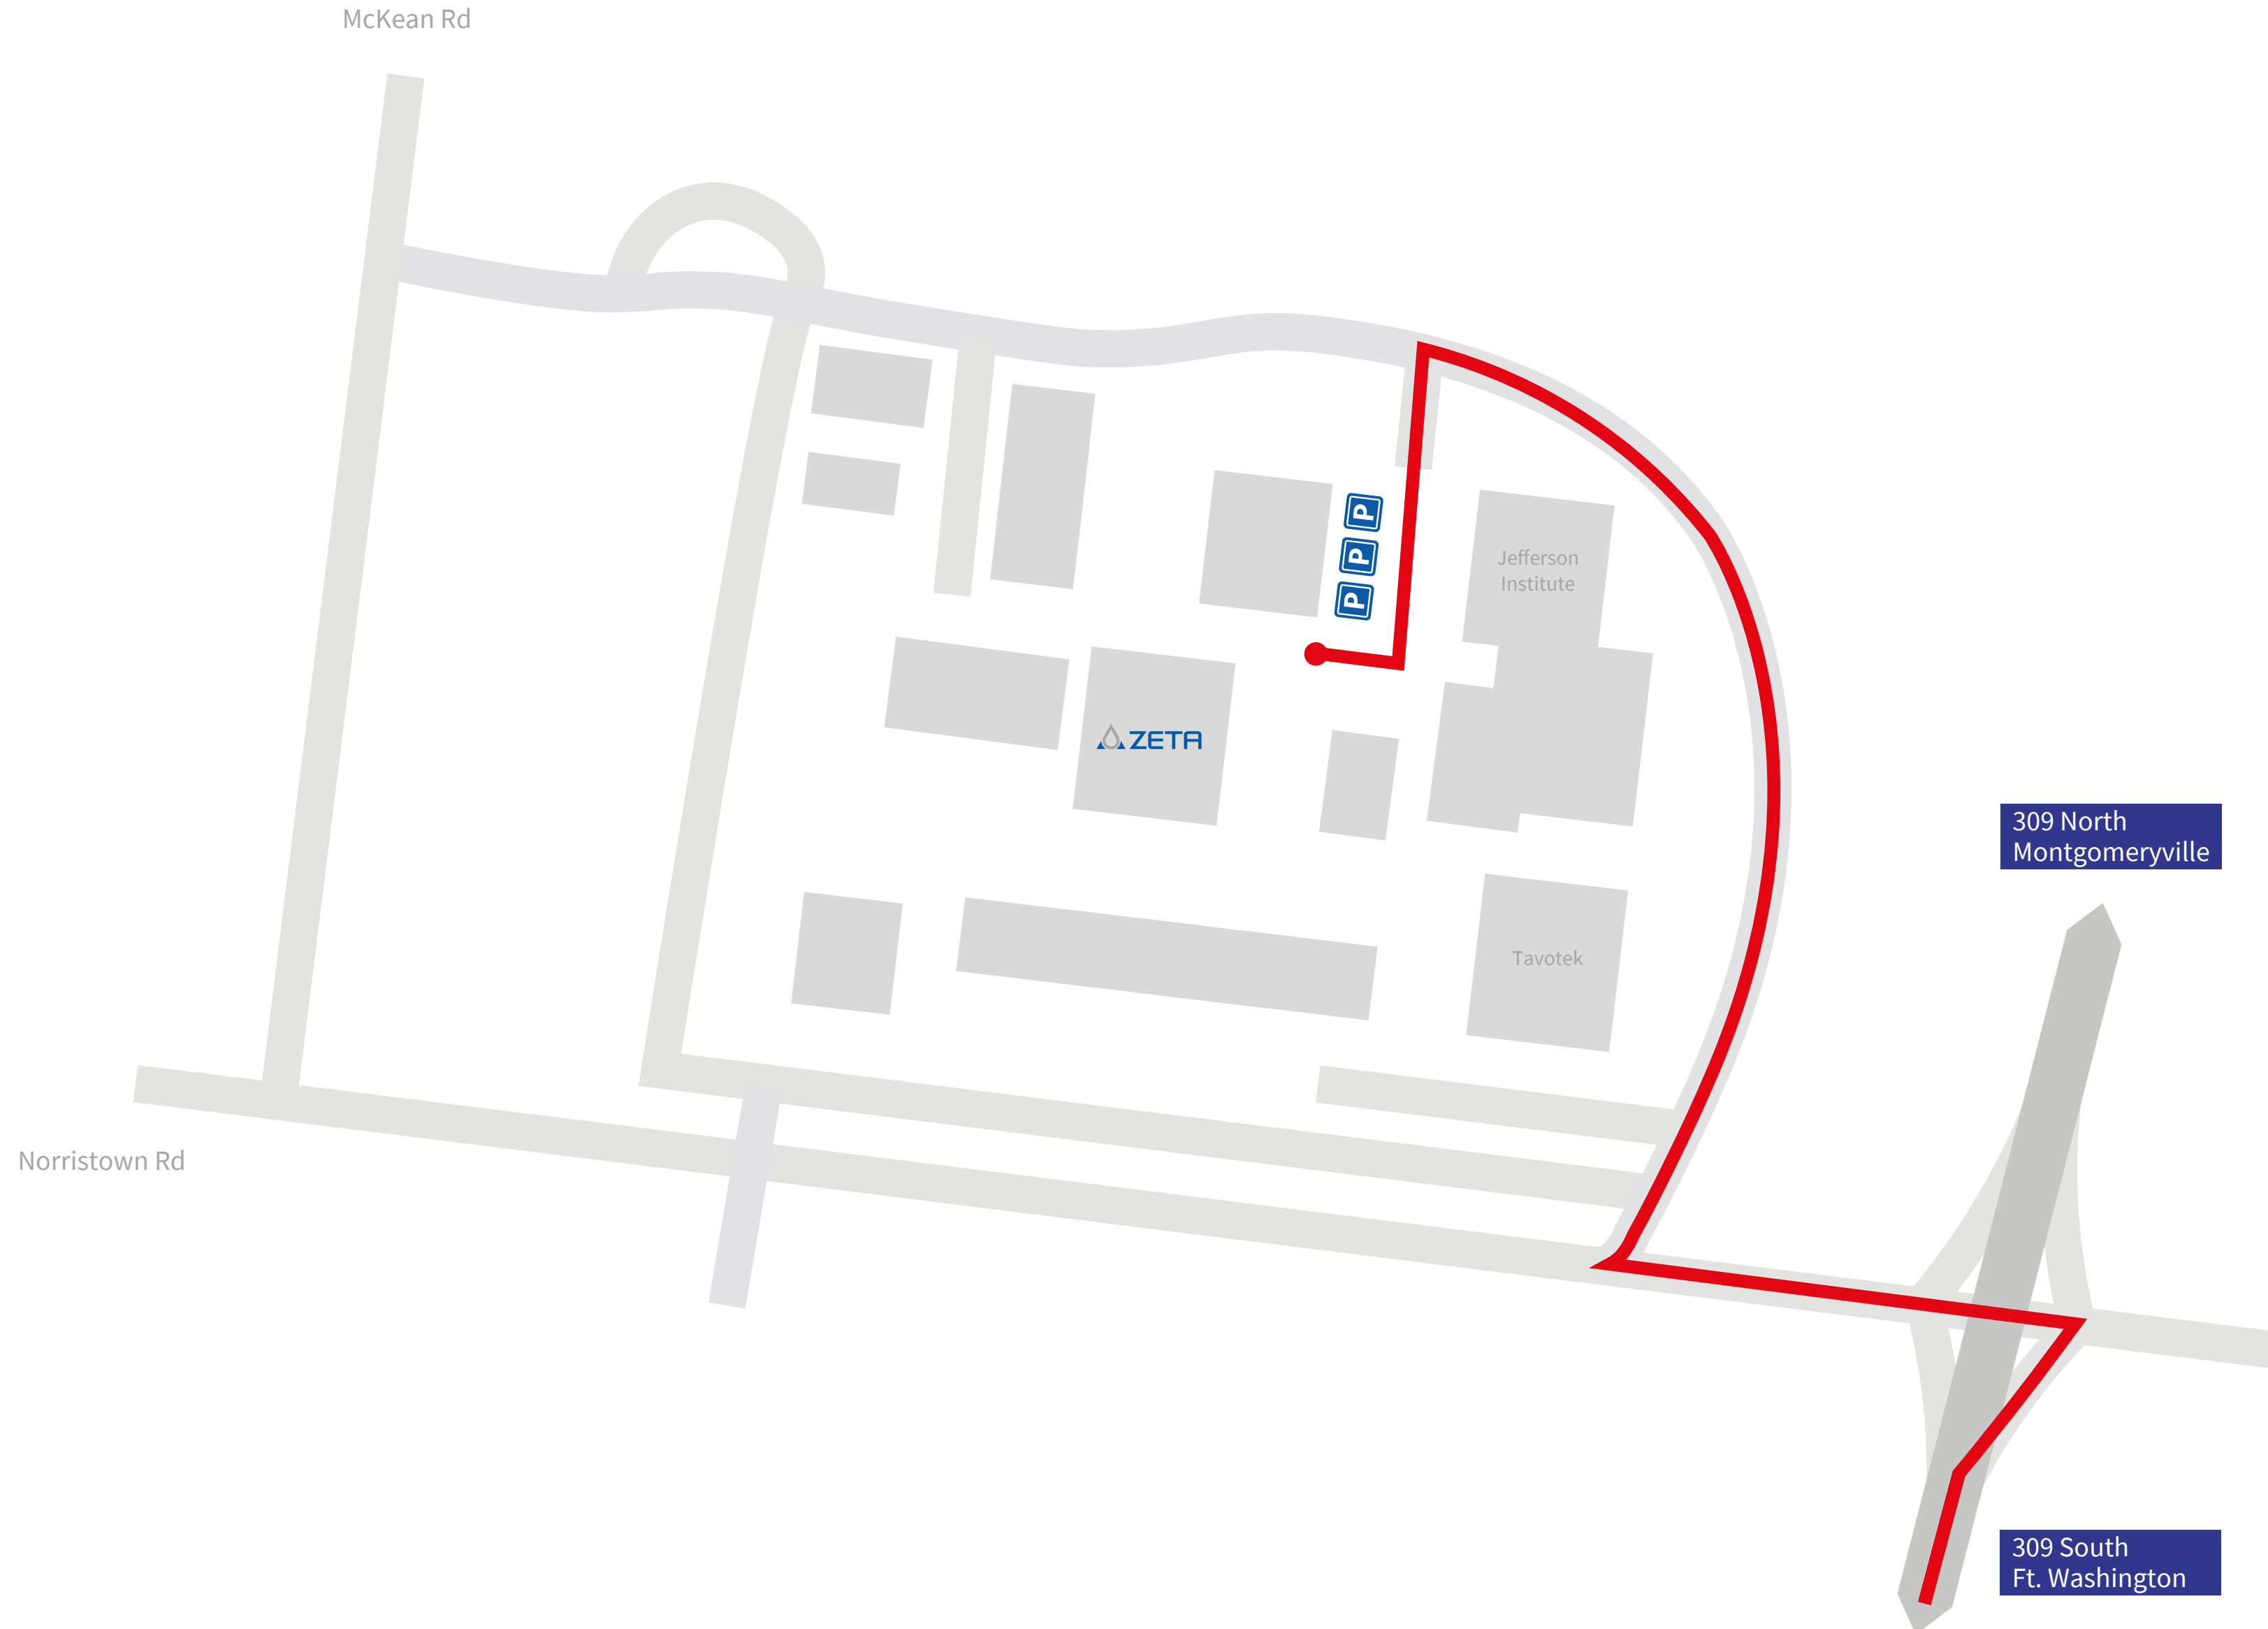 McKean Rd
P
P
P
Jefferson
Institute
ZETA
309 North
Montgomeryville
Tavotek
Norristown Rd
309 South
Ft. Washington